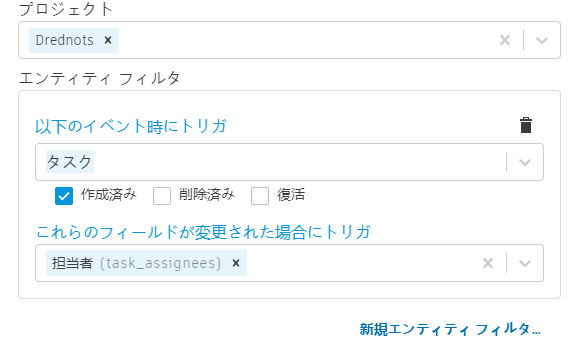 プロジェクト
Drednots ×
エンティティ フィルタ
以下のイベント時にトリガ
タスク
作成済み 削除済み 復活
これらのフィールドが変更された場合にトリガ
担当者 (task_assignees) ×
新規エンティティ フィルタ...